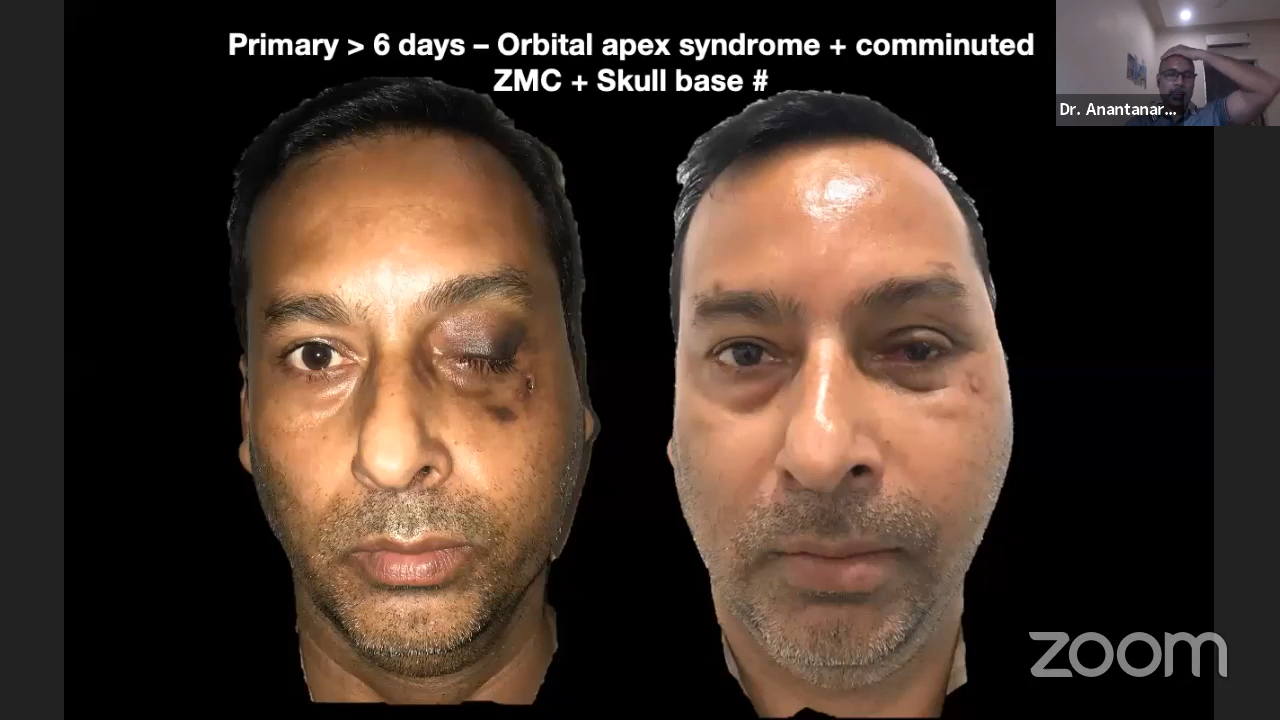 Primary > 6 days – Orbital apex syndrome + comminuted
ZMC + Skull base #
Dr. Anantanar...
zoom